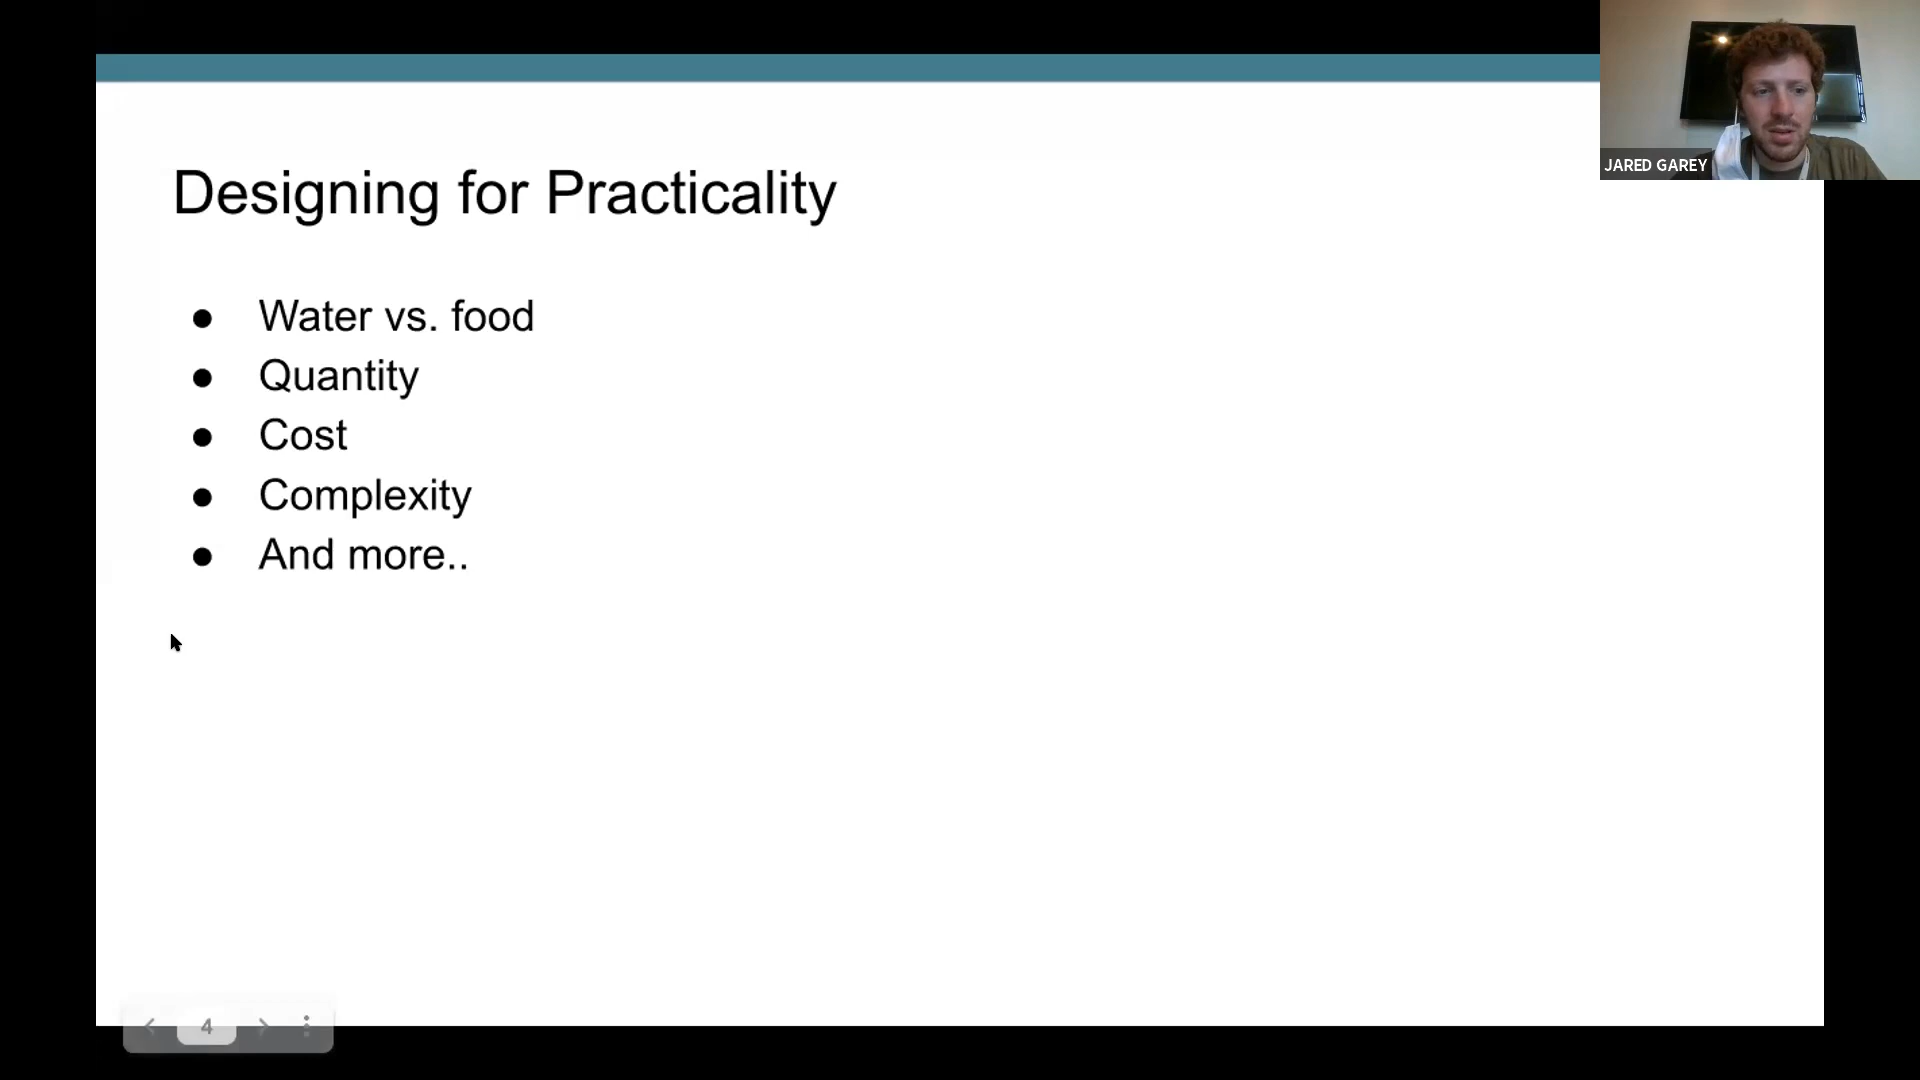 JARED GAREY
Designing for Practicality
● Water vs. food
● Quantity
● Cost
● Complexity
● And more..
4